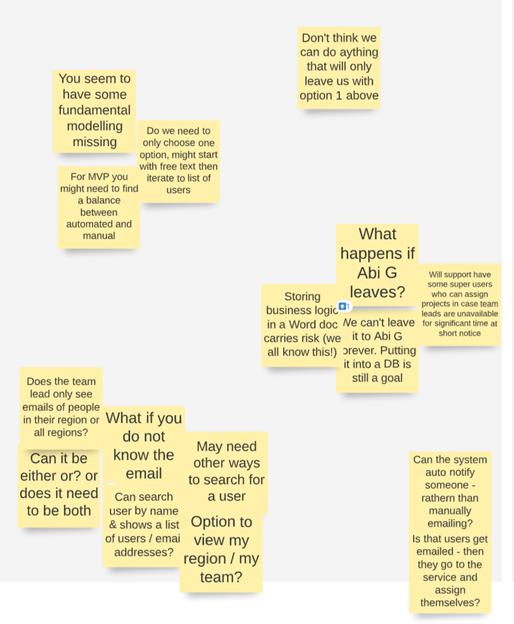 Don't think we
can do aything
that will only
leave us with
option 1 above
You seem to
have some
fundamental
modelling
missing
Do we need to
only choose one
option, might start
with free text then
iterate to list of
users
For MVP you
might need to find
a balance
between
automated and
manual
What
happens if
Abi G
leaves?
Will support have
some super users
who can assign
projects in case team
leads are unavailable
for significant time at
short notice
Storing
business logic
in a Word doc
carries risk (we
all know this!)
We can't leave
it to Abi G
orever. Putting
it into a DB is
still a goal
Does the team
lead only see
emails of people
in their region or
all regions?
Can it be
either or? or
does it need
to be both
What if you
do not
know the
email
Can search
user by name
& shows a list
of users / emai
addresses?
May need
other ways
to search for
a user
Option to
view my
region / my
team?
Can the system
auto notify
someone -
rathern than
manually
emailing?
Is that users get
emailed - then
they go to the
service and
assign
themselves?